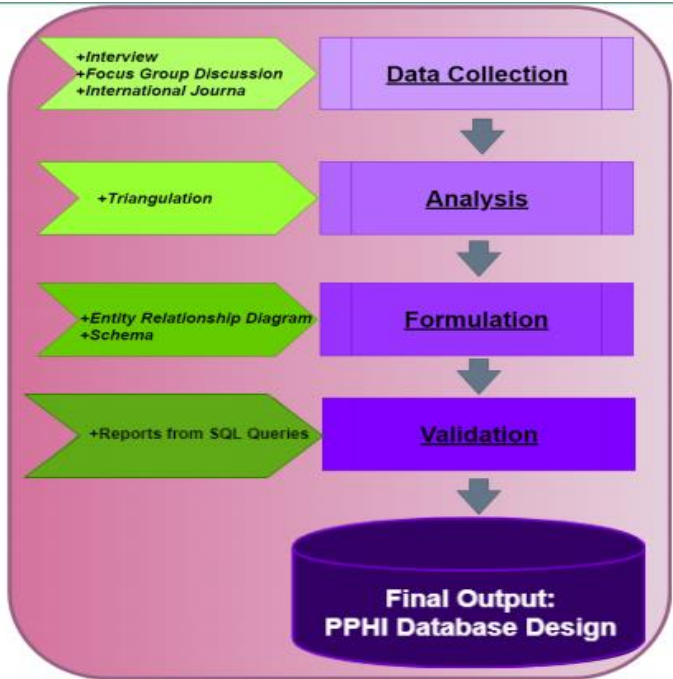 +Interview
+Focus Group Discussion
+International Journa
Data Collection
+Triangulation
Analysis
+Entity Relationship Diagram
+Schema
Formulation
+Reports from SQL Queries
Validation
Final Output:
PPHI Database Design